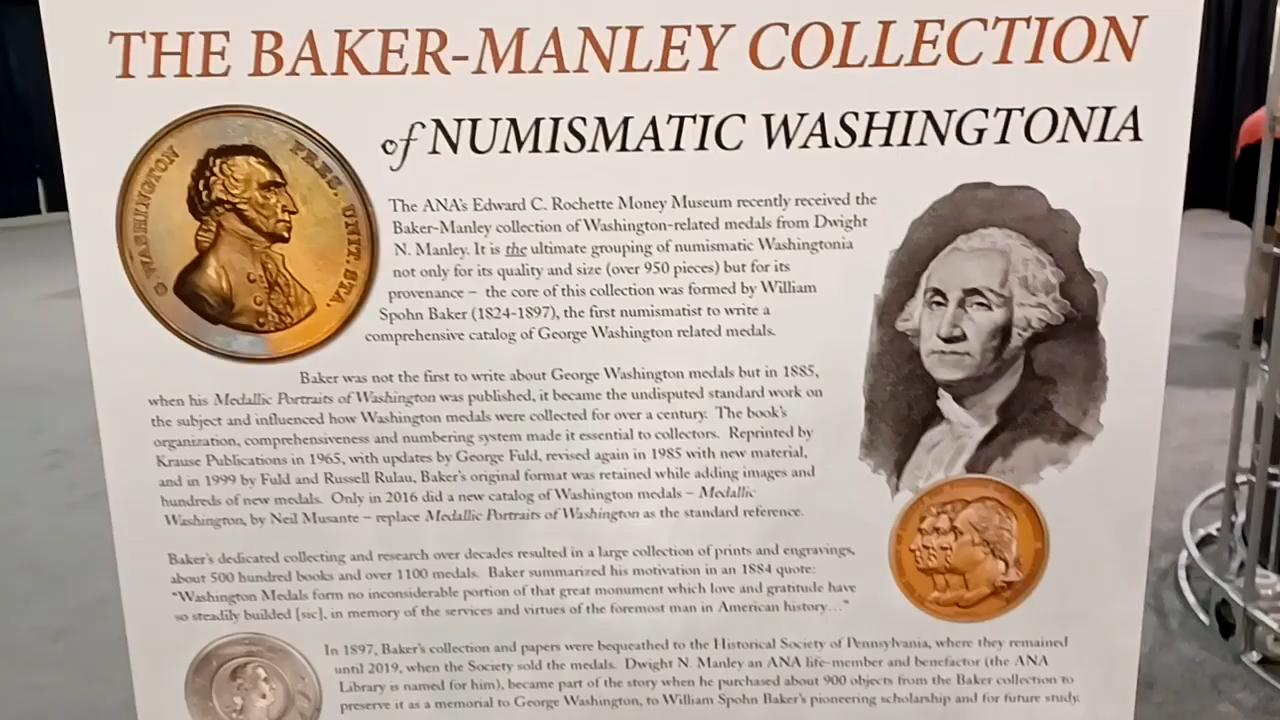 THE BAKER-MANLEY COLLECTION
of NUMISMATIC WASHINGTONIA
G. WASHINGTON PRES. UNIT. STA.
The ANA's Edward C. Rochette Money Museum recently received the
Baker-Manley collection of Washington-related medals from Dwight
N. Manley. It is the ultimate grouping of numismatic Washingtonia
not only for its quality and size (over 950 pieces) but for its
provenance – the core of this collection was formed by William
Spohn Baker (1824-1897), the first numismatist to write a
comprehensive catalog of George Washington related medals.
Baker was not the first to write about George Washington medals but in 1885,
when his Medallic Portraits of Washington was published, it became the undisputed standard work on
the subject and influenced how Washington medals were collected for over a century. The book's
organization, comprehensiveness and numbering system made it essential to collectors. Reprinted by
Krause Publications in 1965, with updates by George Fuld, revised again in 1985 with new material,
and in 1999 by Fuld and Russell Rulau, Baker's original format was retained while adding images and
hundreds of new medals. Only in 2016 did a new catalog of Washington medals – Medallic
Washington, by Neil Musante – replace Medallic Portraits of Washington as the standard reference.
Baker's dedicated collecting and research over decades resulted in a large collection of prints and engravings,
about 500 hundred books and over 1100 medals. Baker summarized his motivation in an 1884 quote:
"Washington Medals form no inconsiderable portion of that great monument which love and gratitude have
so steadily builded [sic], in memory of the services and virtues of the foremost man in American history…"
In 1897, Baker's collection and papers were bequeathed to the Historical Society of Pennsylvania, where they remained
until 2019, when the Society sold the medals. Dwight N. Manley an ANA life-member and benefactor (the ANA
Library is named for him), became part of the story when he purchased about 900 objects from the Baker collection to
preserve it as a memorial to George Washington, to William Spohn Baker's pioneering scholarship and for future study.